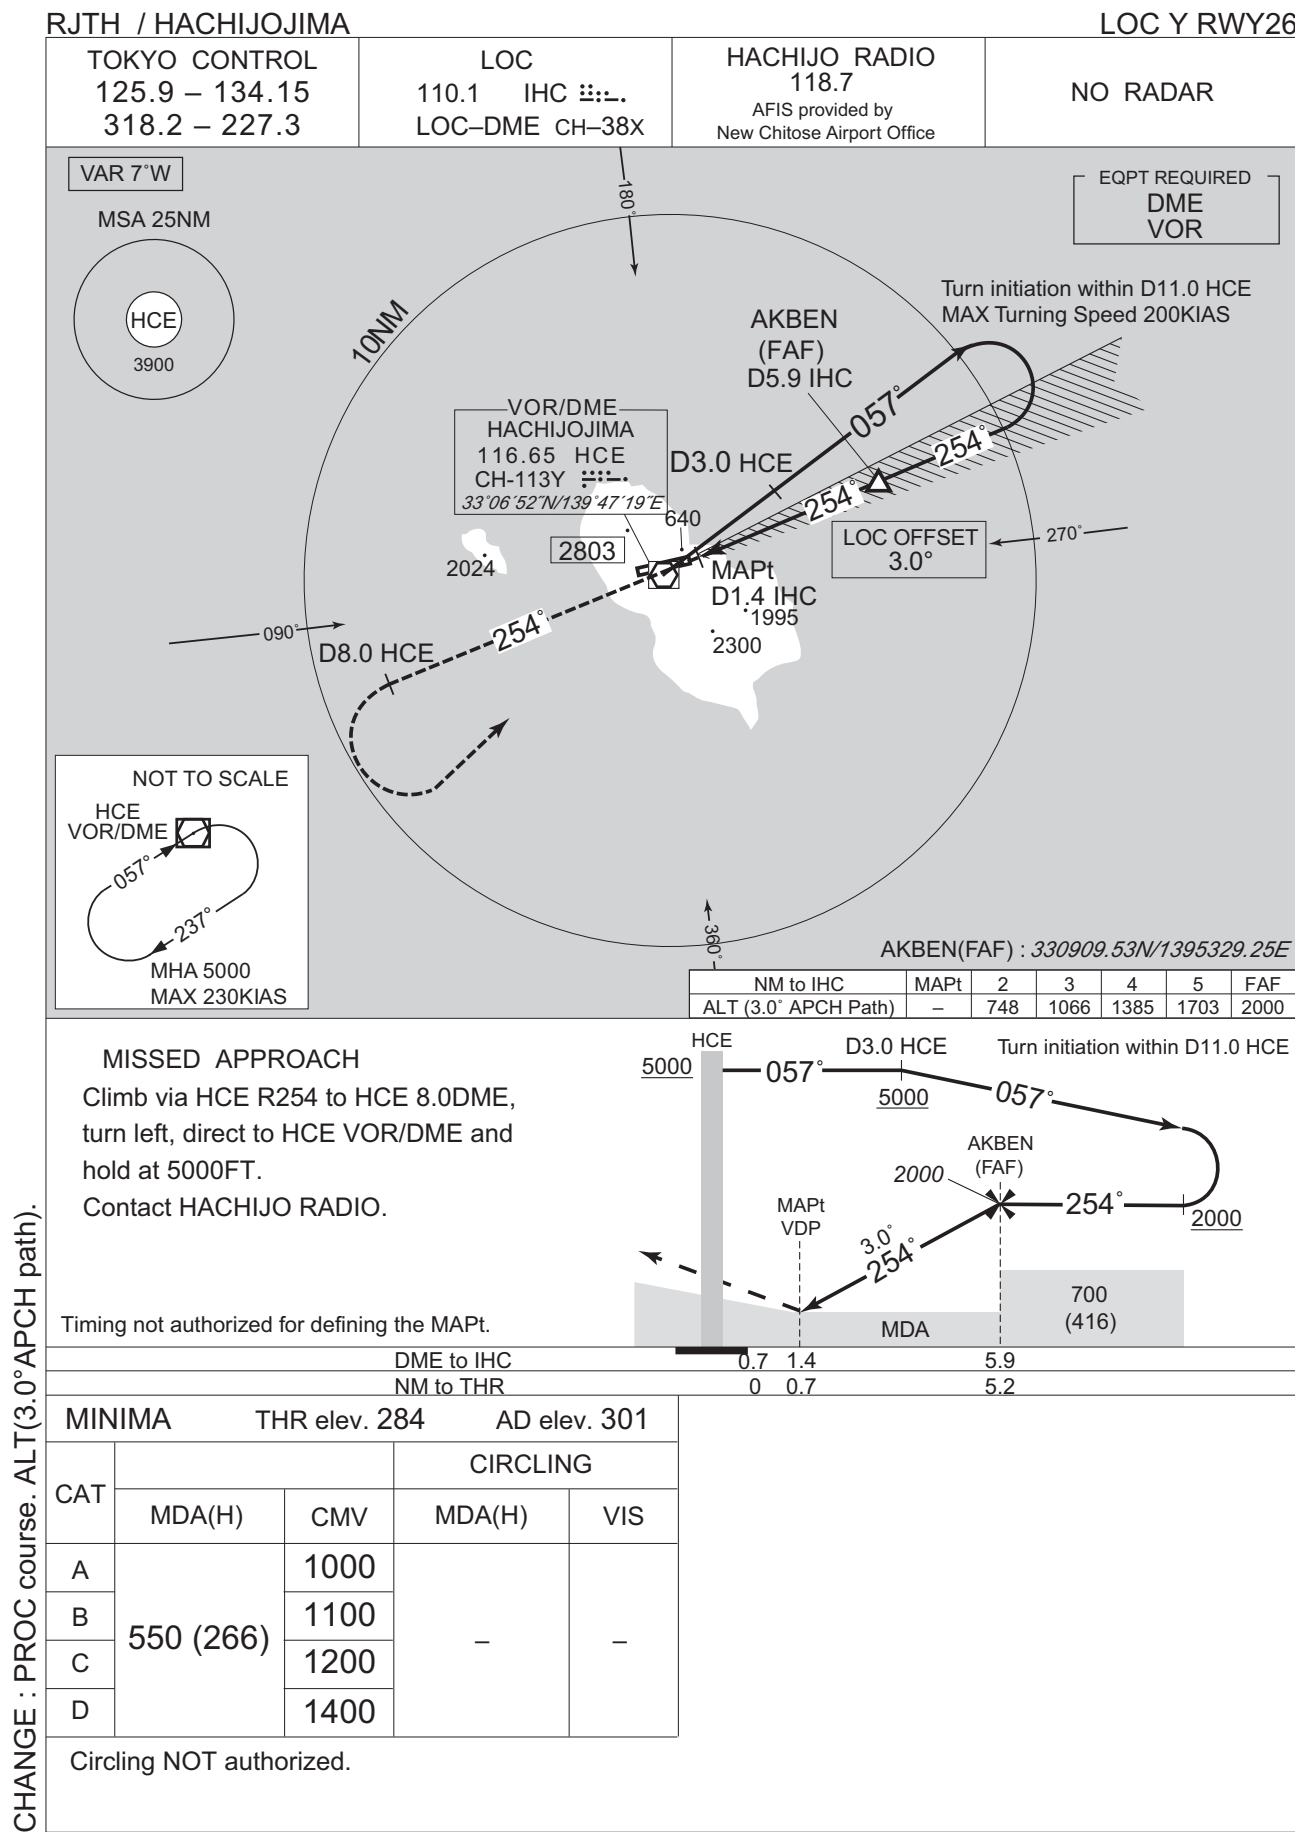 RJTH / HACHIJOJIMA
LOC Y RWY26
TOKYO CONTROL
125.9 – 134.15
318.2 – 227.3
LOC
110.1 IHC
LOC–DME CH–38X
HACHIJO RADIO
118.7
AFIS provided by
New Chitose Airport Office
NO RADAR
VAR 7°W
MSA 25NM
HCE
3900
180°
EQPT REQUIRED
DME
VOR
10NM
Turn initiation within D11.0 HCE
MAX Turning Speed 200KIAS
AKBEN
(FAF)
D5.9 IHC
057°
254°
254°
VOR/DME
HACHIJOJIMA
116.65 HCE
CH-113Y
33°06´52˝N/139°47´19˝E
D3.0 HCE
640
2803
2024
LOC OFFSET
3.0°
270°
MAPt
D1.4 IHC
1995
2300
090°
254°
D8.0 HCE
NOT TO SCALE
HCE
VOR/DME
057°
237°
MHA 5000
MAX 230KIAS
360°
AKBEN(FAF) : 330909.53N/1395329.25E
NM to IHC MAPt 2 3 4 5 FAF
ALT (3.0° APCH Path) – 748 1066 1385 1703 2000
MISSED APPROACH
Climb via HCE R254 to HCE 8.0DME,
turn left, direct to HCE VOR/DME and
hold at 5000FT.
Contact HACHIJO RADIO.
Timing not authorized for defining the MAPt.
HCE
5000
057°
D3.0 HCE
5000
Turn initiation within D11.0 HCE
057°
AKBEN
(FAF)
2000
254°
2000
MAPt
VDP
3.0°
254°
MDA
700
(416)
DME to IHC 0.7 1.4 5.9
NM to THR 0 0.7 5.2
MINIMA THR elev. 284 AD elev. 301
CAT
CIRCLING
MDA(H) CMV MDA(H) VIS
A 1000
B 1100
550 (266) – –
C 1200
D 1400
Circling NOT authorized.
CHANGE : PROC course. ALT(3.0°APCH path).